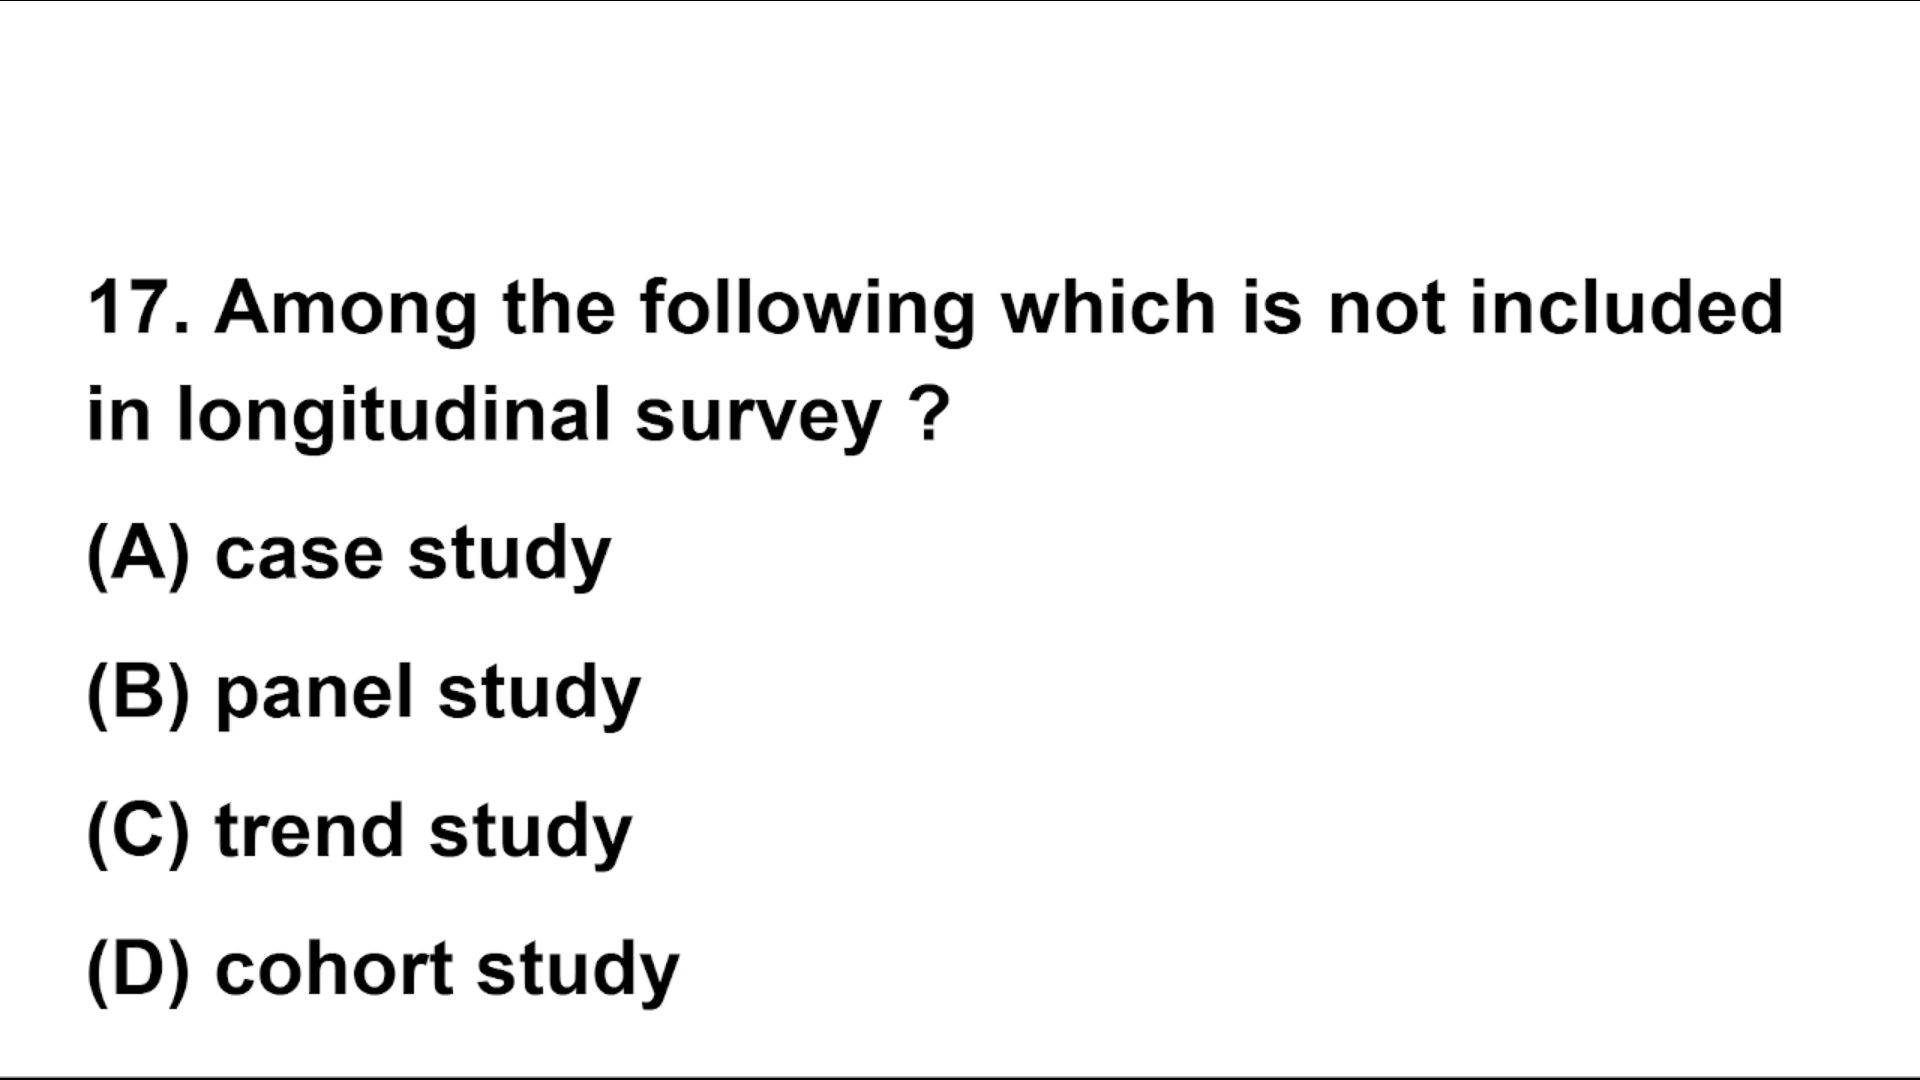 17. Among the following which is not included
in longitudinal survey ?
(A) case study
(B) panel study
(C) trend study
(D) cohort study